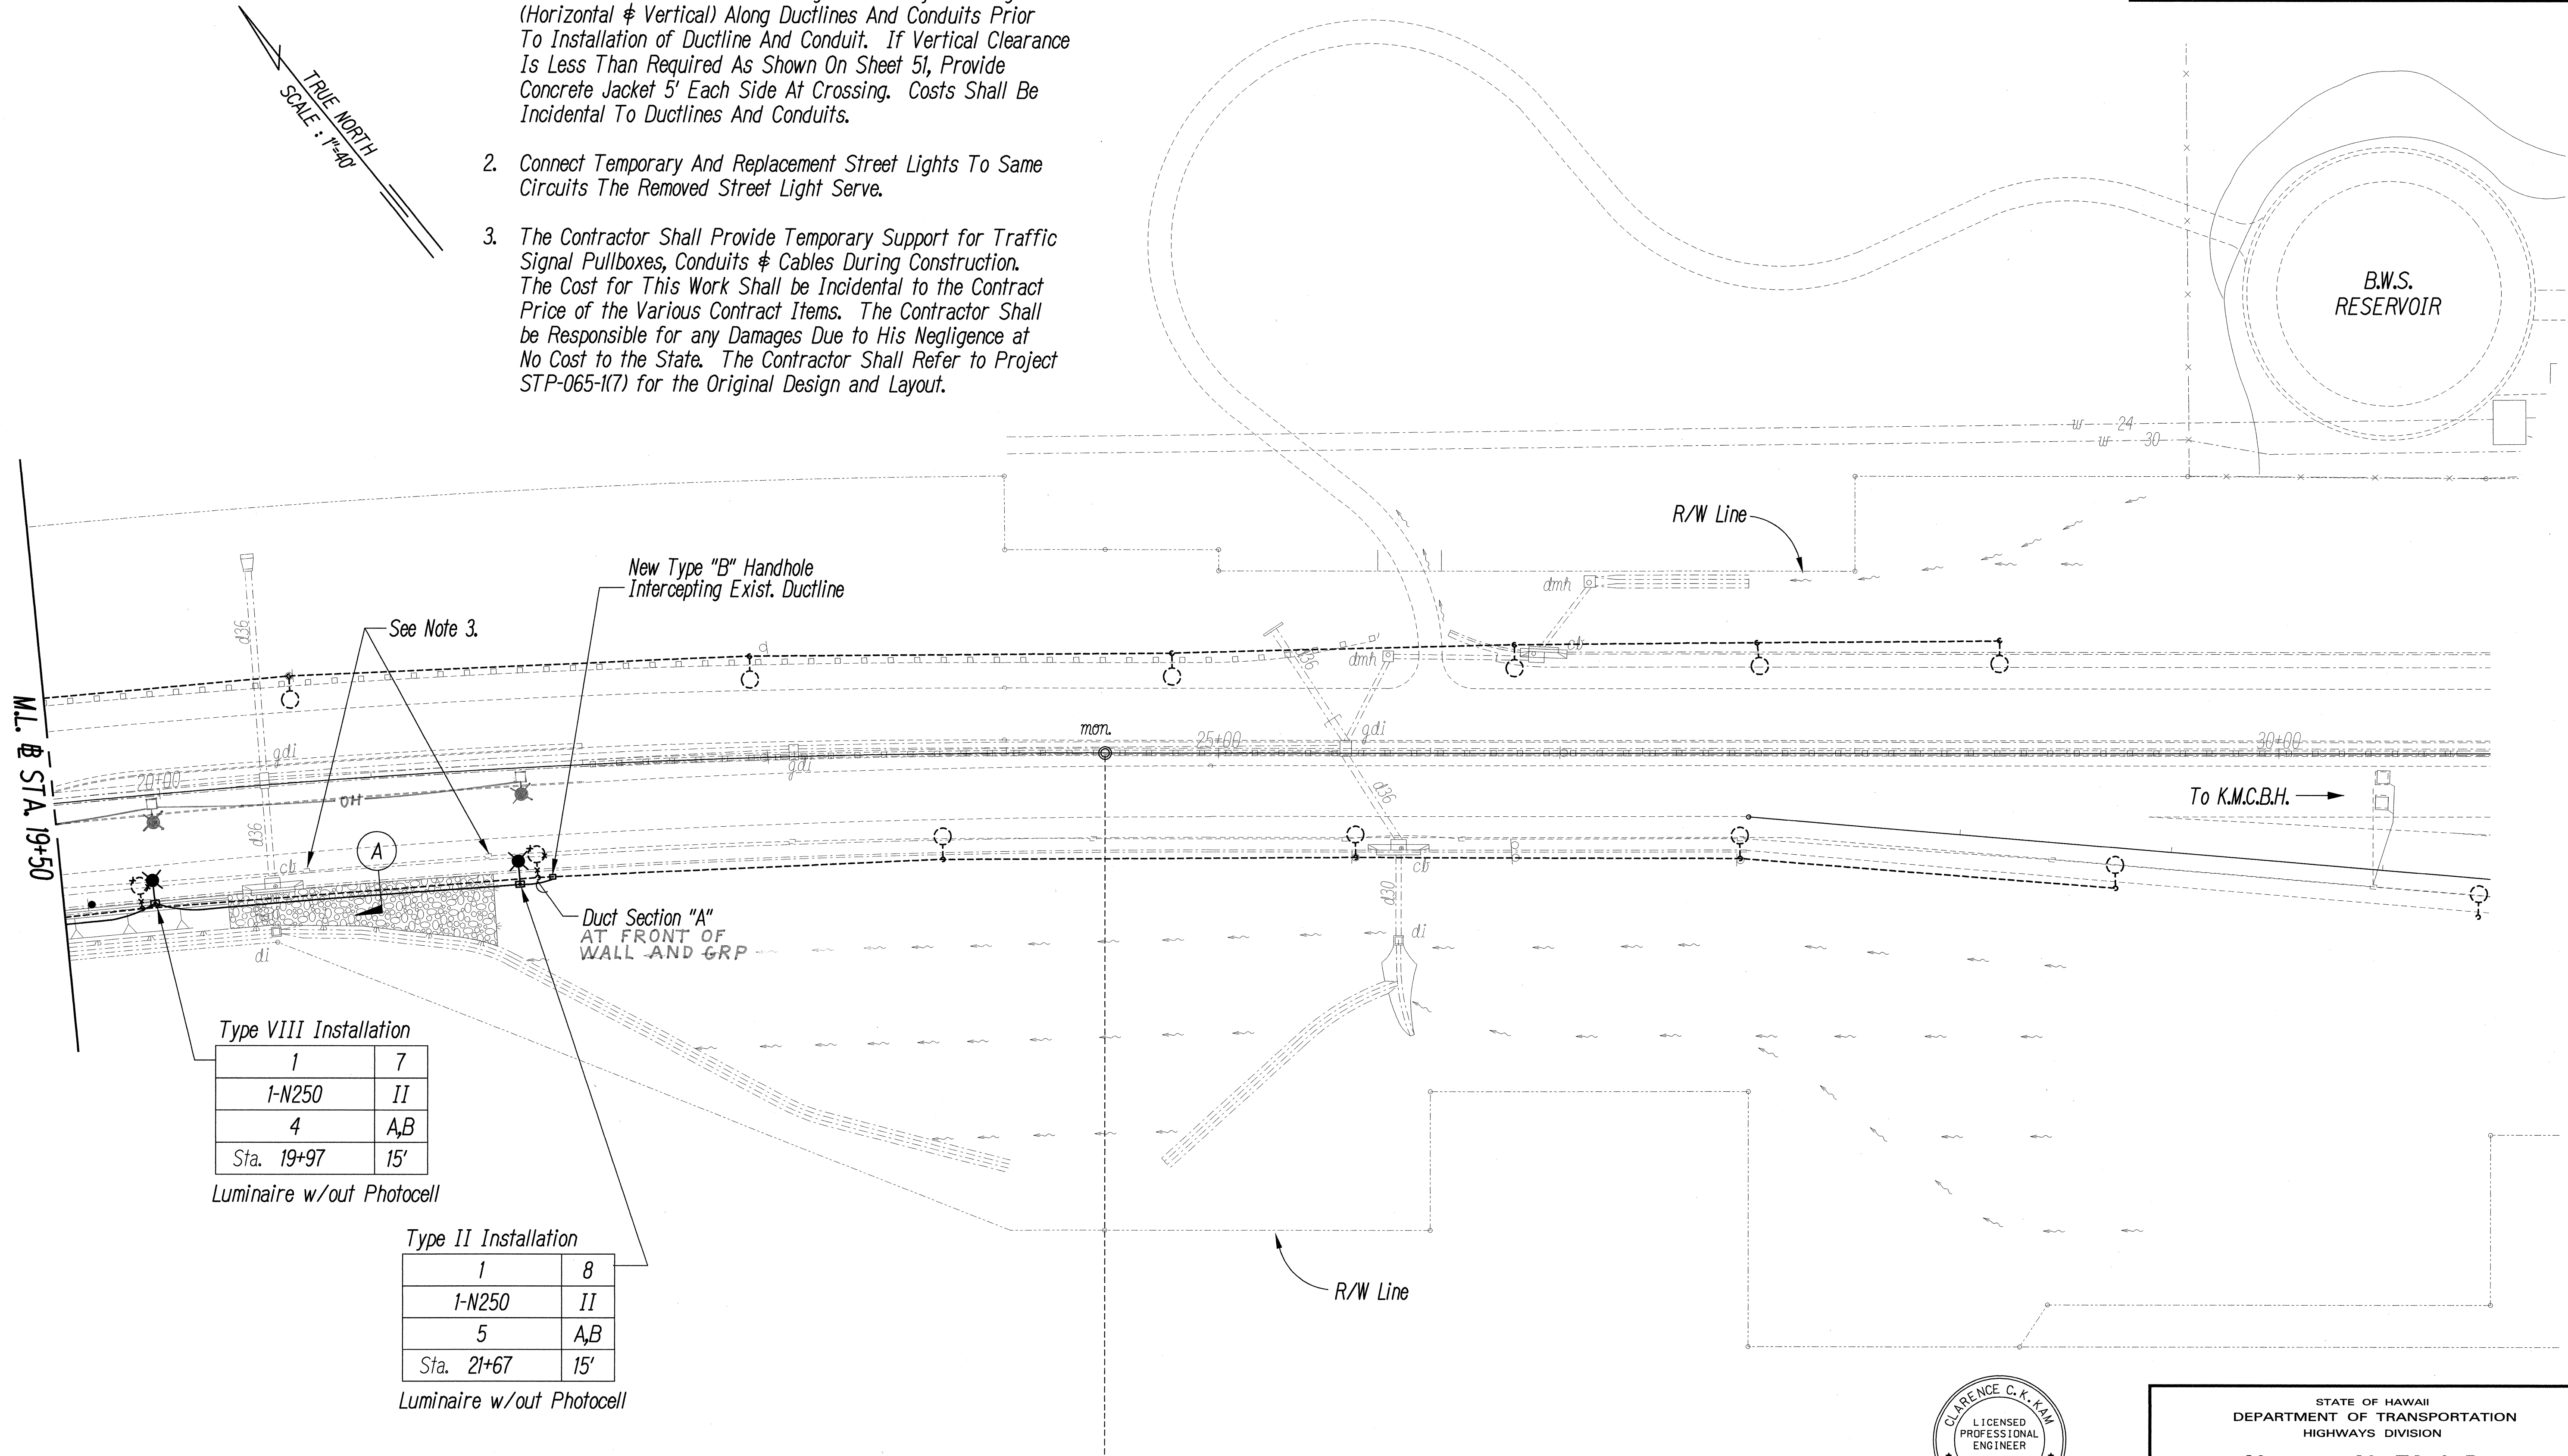 (Horizontal & Vertical) Along Ductlines And Conduits Prior
To Installation of Ductline And Conduit. If Vertical Clearance
Is Less Than Required As Shown On Sheet 51, Provide
Concrete Jacket 5' Each Side At Crossing. Costs Shall Be
Incidental To Ductlines And Conduits.
2. Connect Temporary And Replacement Street Lights To Same
Circuits The Removed Street Light Serve.
3. The Contractor Shall Provide Temporary Support for Traffic
Signal Pullboxes, Conduits & Cables During Construction.
The Cost for This Work Shall be Incidental to the Contract
Price of the Various Contract Items. The Contractor Shall
be Responsible for any Damages Due to His Negligence at
No Cost to the State. The Contractor Shall Refer to Project
STP-065-1(7) for the Original Design and Layout.
TRUE NORTH
SCALE : 1"=40'
B.W.S.
RESERVOIR
w 24
w 30
R/W Line
New Type "B" Handhole
Intercepting Exist. Ductline
dmh
See Note 3.
d36
d36
dmh
cb
M.L. B STA. 19+50
mon.
25+00
gdi
30+00
gdi
gdi
20+00
OH
d36
d36
To K.M.C.B.H.
A
cb
cb
d30
Duct Section "A"
AT FRONT OF
WALL AND GRP
di
di
Type VIII Installation
1 7
1-N250 II
4 A,B
Sta. 19+97 15'
Luminaire w/out Photocell
Type II Installation
1 8
1-N250 II
5 A,B
Sta. 21+67 15'
Luminaire w/out Photocell
R/W Line
CLARENCE C. K. KAM
LICENSED
PROFESSIONAL
ENGINEER
STATE OF HAWAII
DEPARTMENT OF TRANSPORTATION
HIGHWAYS DIVISION